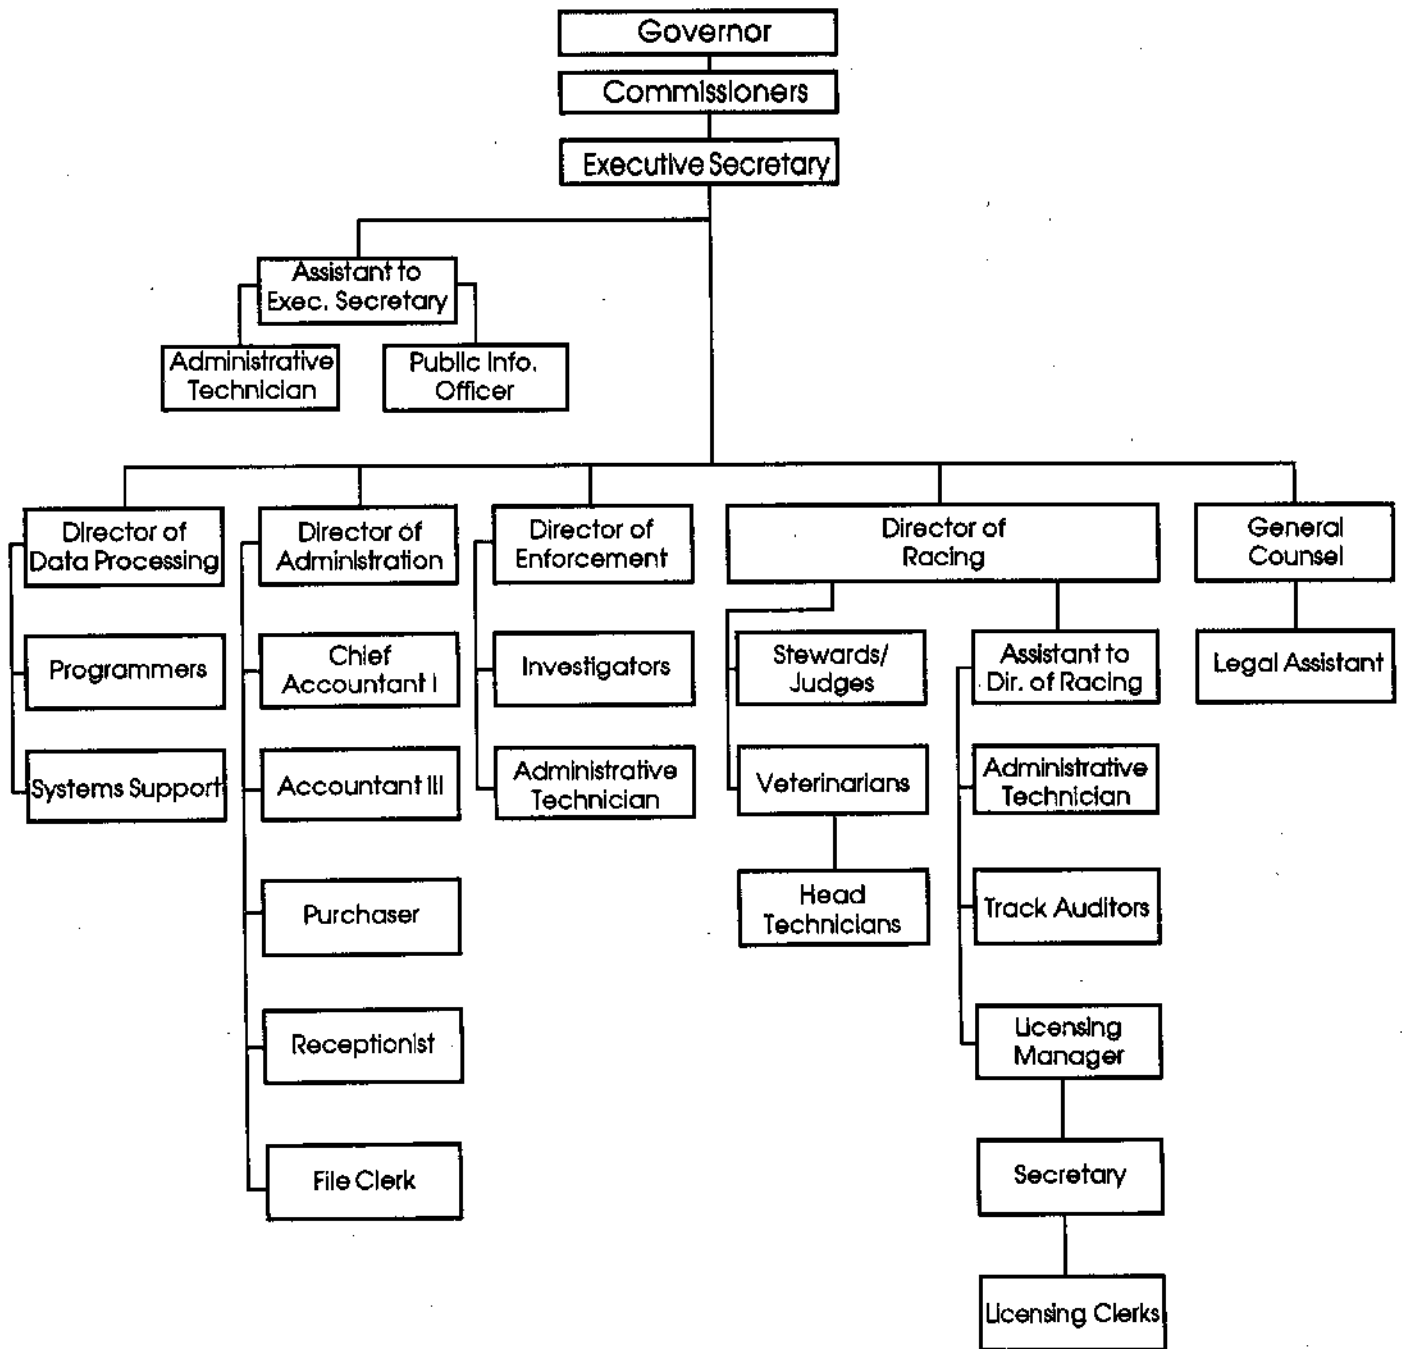 Governor
Commissioners
Executive Secretary
Assistant to
Exec. Secretary
Administrative
Technician
Public Info.
Officer
Director of
Data Processing
Programmers
Systems Support
Director of
Administration
Chief
Accountant I
Accountant III
Purchaser
Receptionist
File Clerk
Director of
Enforcement
Investigators
Administrative
Technician
Director of
Racing
Stewards/
Judges
Veterinarians
Head
Technicians
Assistant to
Dir. of Racing
Administrative
Technician
Track Auditors
Licensing
Manager
Secretary
Licensing Clerks
General
Counsel
Legal Assistant